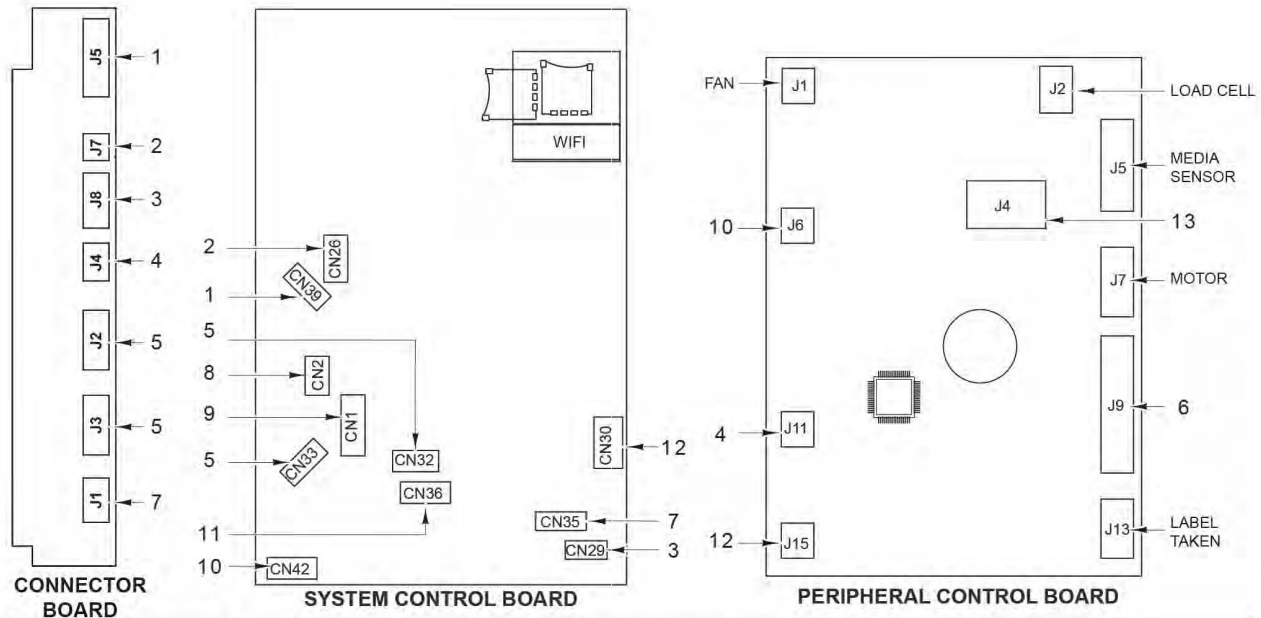 J5
1
J7
2
J8
3
J4
4
J2
5
J3
5
J1
7
CONNECTOR
BOARD
WIFI
2
CN26
1
CN39
5
8
CN2
9
CN1
5
CN33
CN32
CN36
11
10
CN42
CN30
12
CN35
7
CN29
3
SYSTEM CONTROL BOARD
FAN
J1
J2
LOAD CELL
J5
MEDIA
SENSOR
J4
13
10
J6
J7
MOTOR
J9
6
4
J11
12
J15
J13
LABEL
TAKEN
PERIPHERAL CONTROL BOARD